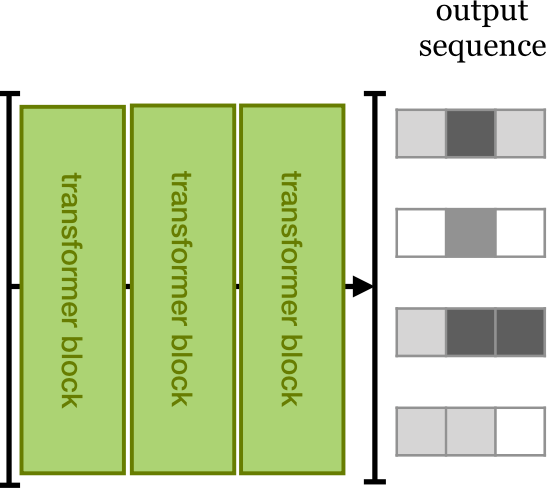 output
sequence
transformer block
transformer block
transformer block